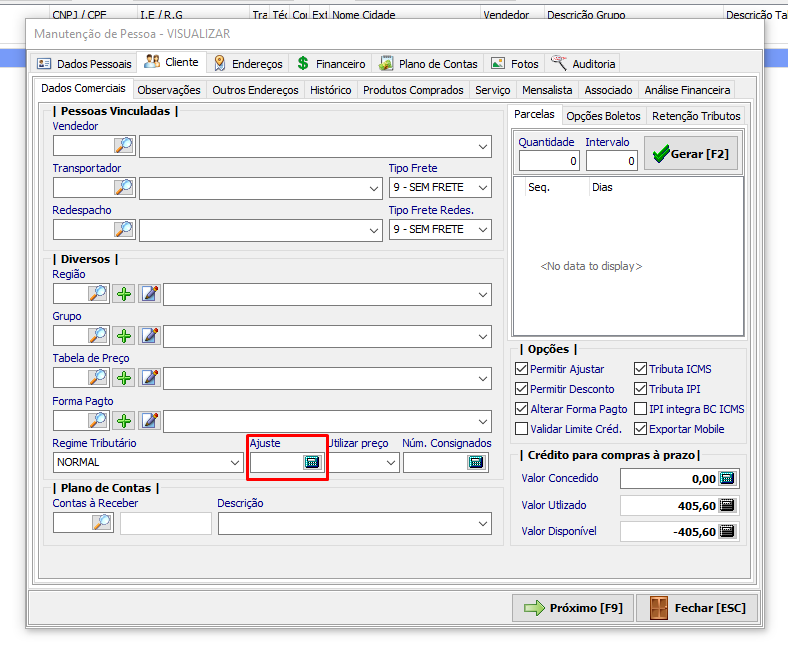 CNPJ / CPF I.E / R.G Tra Téc Co Ext Nome Cidade Vendedor Descrição Grupo Descrição Ta
Manutenção de Pessoa - VISUALIZAR
Dados Pessoais Cliente Endereços Financeiro Plano de Contas Fotos Auditoria
Dados Comerciais Observações Outros Endereços Histórico Produtos Comprados Serviço Mensalista Associado Análise Financeira
| Pessoas Vinculadas |
Vendedor
Transportador Tipo Frete
9 - SEM FRETE
Redespacho Tipo Frete Redes.
9 - SEM FRETE
| Diversos |
Região
Grupo
Tabela de Preço
Forma Pagto
Regime Tributário Ajuste Utilizar preço Núm. Consignados
NORMAL
| Plano de Contas |
Contas à Receber Descrição
Parcelas Opções Boletos Retenção Tributos
Quantidade Intervalo
0 0 Gerar [F2]
Seq. Dias
<No data to display>
| Opções |
Permitir Ajustar Tributa ICMS
Permitir Desconto Tributa IPI
Alterar Forma Pagto IPI integra BC ICMS
Validar Limite Créd. Exportar Mobile
| Crédito para compras à prazo|
Valor Concedido 0,00
Valor Utlizado 405,60
Valor Disponível -405,60
Próximo [F9] Fechar [ESC]